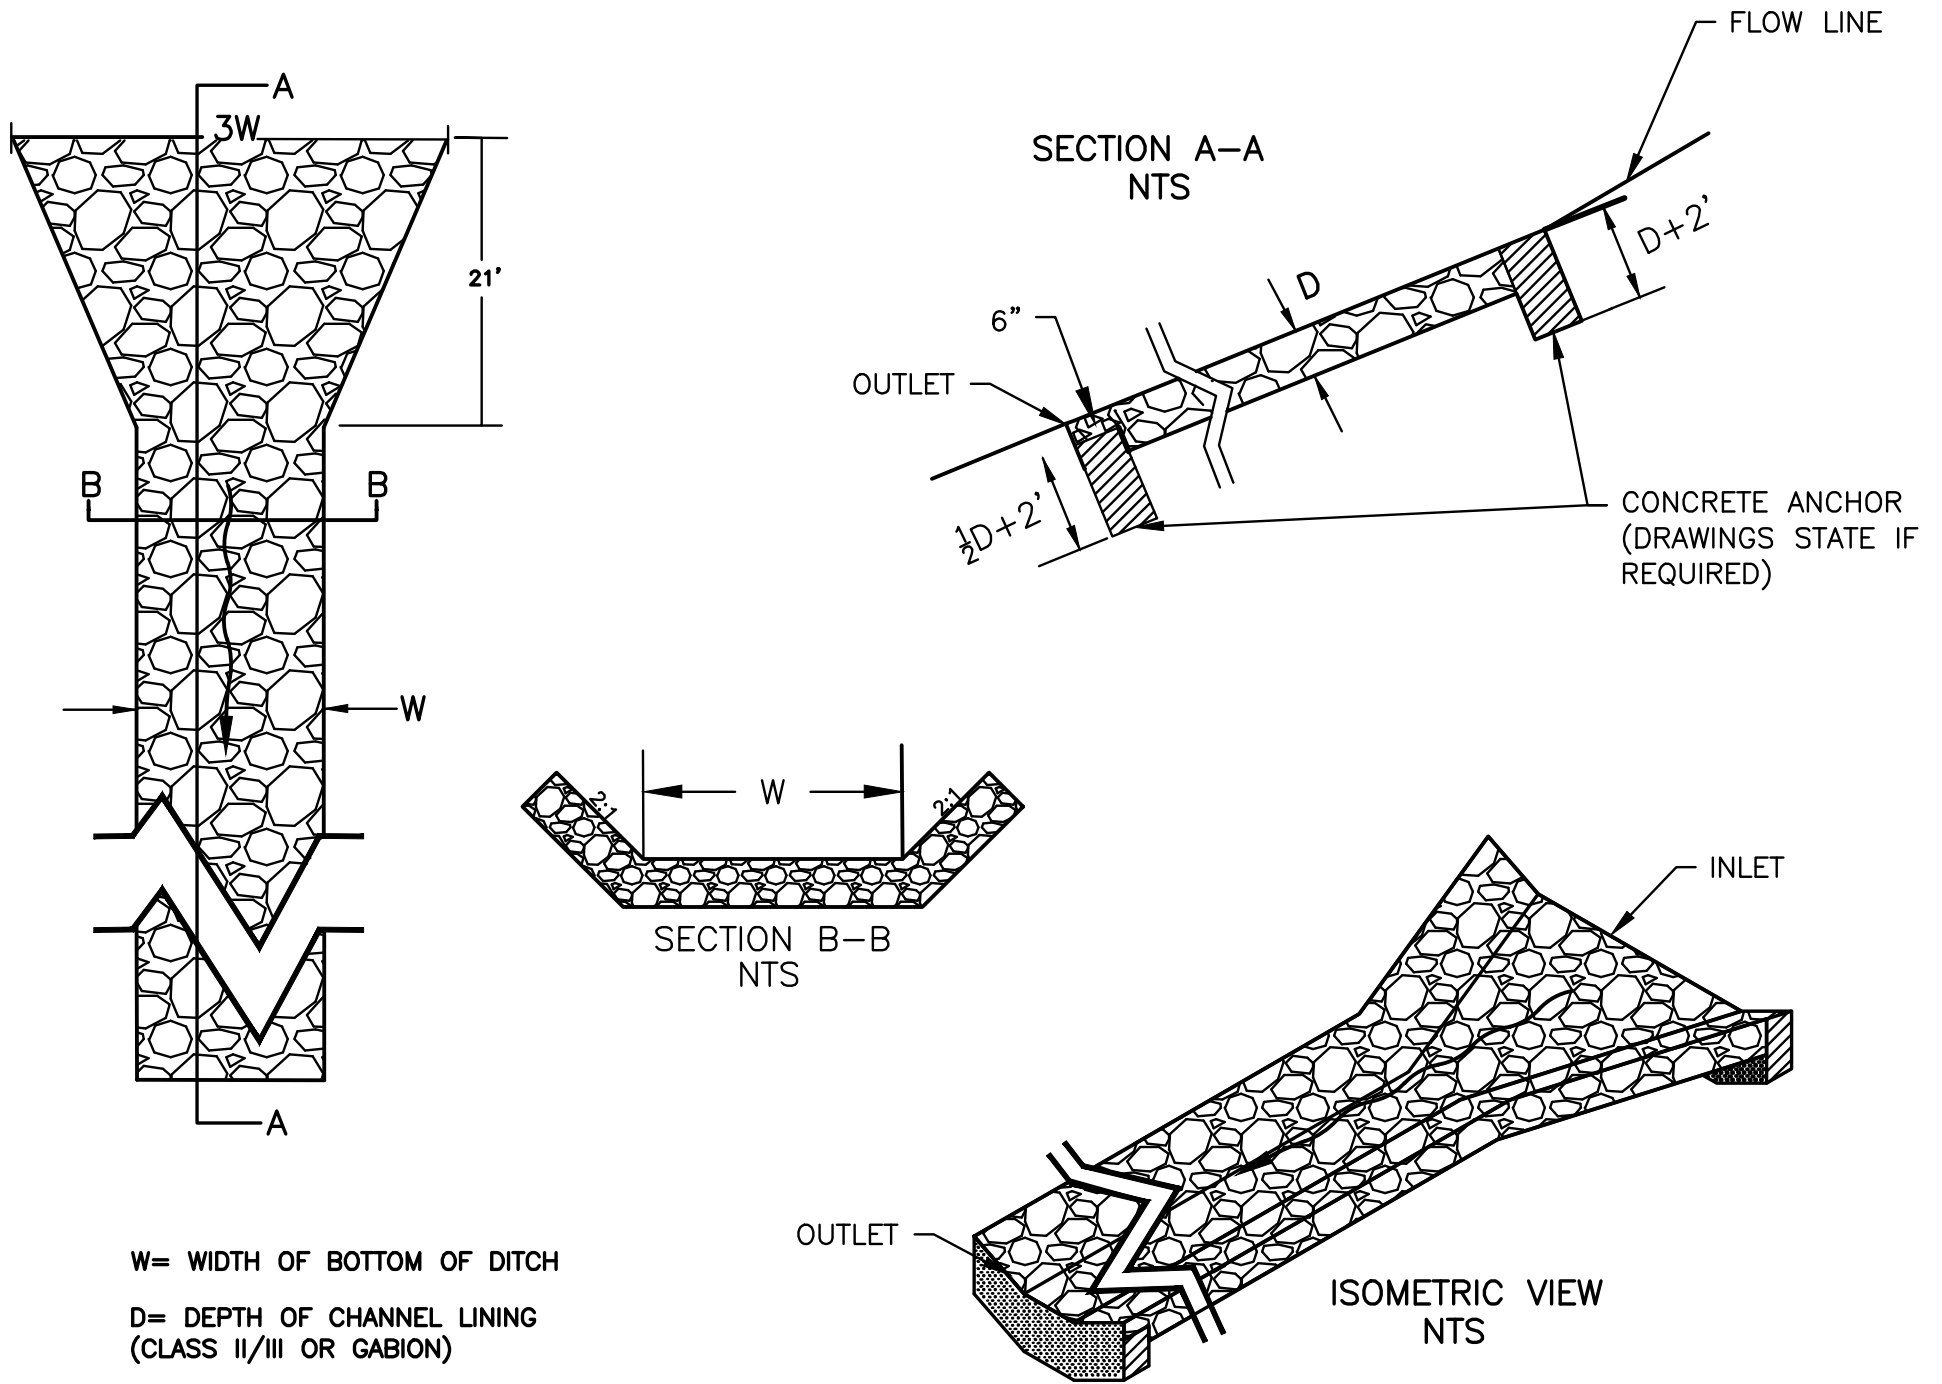 A
3W
21'
B
B
W
A
W= WIDTH OF BOTTOM OF DITCH
D= DEPTH OF CHANNEL LINING
(CLASS II/III OR GABION)
FLOW LINE
SECTION A-A
NTS
D+2'
D
6"
OUTLET
½D+2'
CONCRETE ANCHOR
(DRAWINGS STATE IF
REQUIRED)
2:1
W
2:1
SECTION B-B
NTS
INLET
OUTLET
ISOMETRIC VIEW
NTS